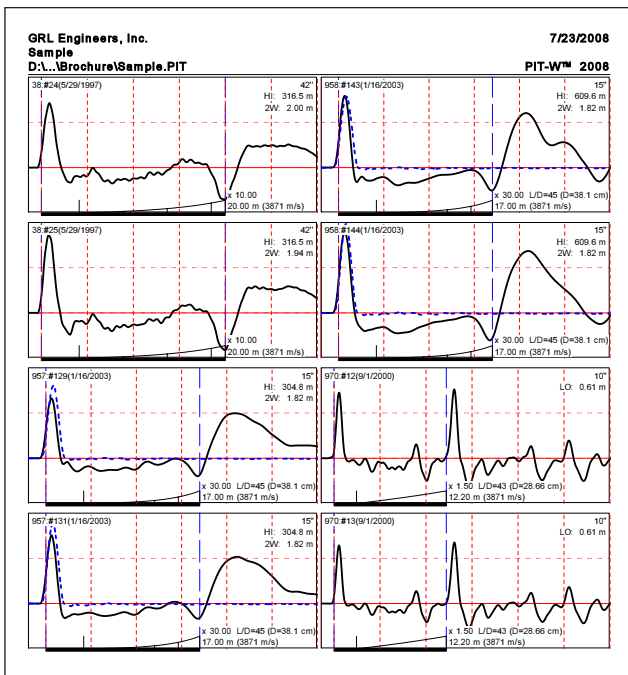 GRL Engineers, Inc. 7/23/2008
Sample
D:\...\Brochure\Sample.PIT PIT-W™ 2008
38:#24(5/29/1997) 42"
HI: 316.5 m
2W: 2.00 m
x 10.00
20.00 m (3871 m/s)
958:#143(1/16/2003) 15"
HI: 609.6 m
2W: 1.82 m
x 30.00 L/D=45 (D=38.1 cm)
17.00 m (3871 m/s)
38:#25(5/29/1997) 42"
HI: 316.5 m
2W: 1.94 m
x 10.00
20.00 m (3871 m/s)
958:#144(1/16/2003) 15"
HI: 609.6 m
2W: 1.82 m
x 30.00 L/D=45 (D=38.1 cm)
17.00 m (3871 m/s)
957:#129(1/16/2003) 15"
HI: 304.8 m
2W: 1.82 m
x 30.00 L/D=45 (D=38.1 cm)
17.00 m (3871 m/s)
970:#12(9/1/2000) 10"
LO: 0.61 m
x 1.50 L/D=43 (D=28.66 cm)
12.20 m (3871 m/s)
957:#131(1/16/2003) 15"
HI: 304.8 m
2W: 1.82 m
x 30.00 L/D=45 (D=38.1 cm)
17.00 m (3871 m/s)
970:#13(9/1/2000) 10"
LO: 0.61 m
x 1.50 L/D=43 (D=28.66 cm)
12.20 m (3871 m/s)